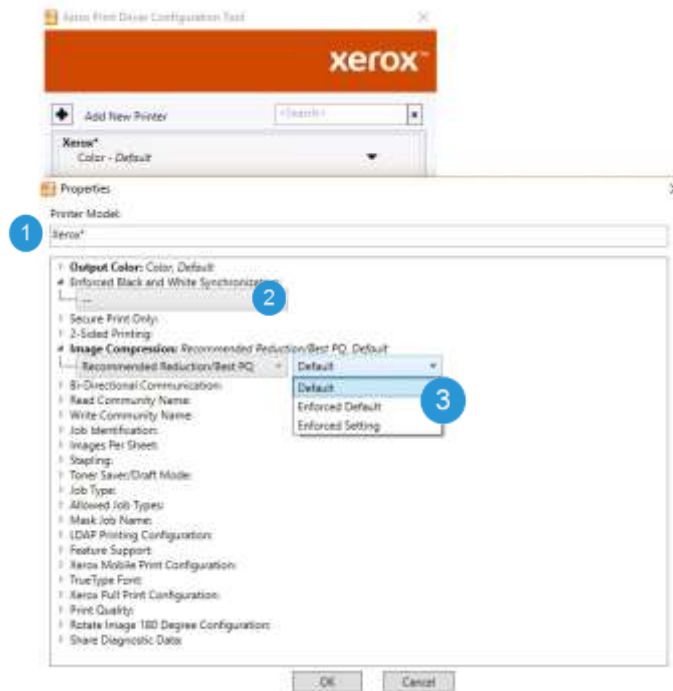 Xerox Print Driver Configuration Tool
xerox™
Add New Printer
<Search>
Xerox*
Color - Default
Properties
Printer Model:
1
Xerox*
Output Color: Color, Default
Enforced Black and White Synchronization:
...
2
Secure Print Only:
2-Sided Printing:
Image Compression: Recommended Reduction/Best PQ, Default
Recommended Reduction/Best PQ Default
Bi-Directional Communication: Default
3
Read Community Name:
Write Community Name: Enforced Default
Job Identification: Enforced Setting
Images Per Sheet:
Stapling:
Toner Saver/Draft Mode:
Job Type:
Allowed Job Types:
Mask Job Name:
LDAP Printing Configuration:
Feature Support:
Xerox Mobile Print Configuration:
TrueType Font:
Xerox Pull Print Configuration:
Print Quality:
Rotate Image 180 Degree Configuration:
Share Diagnostic Data:
OK Cancel